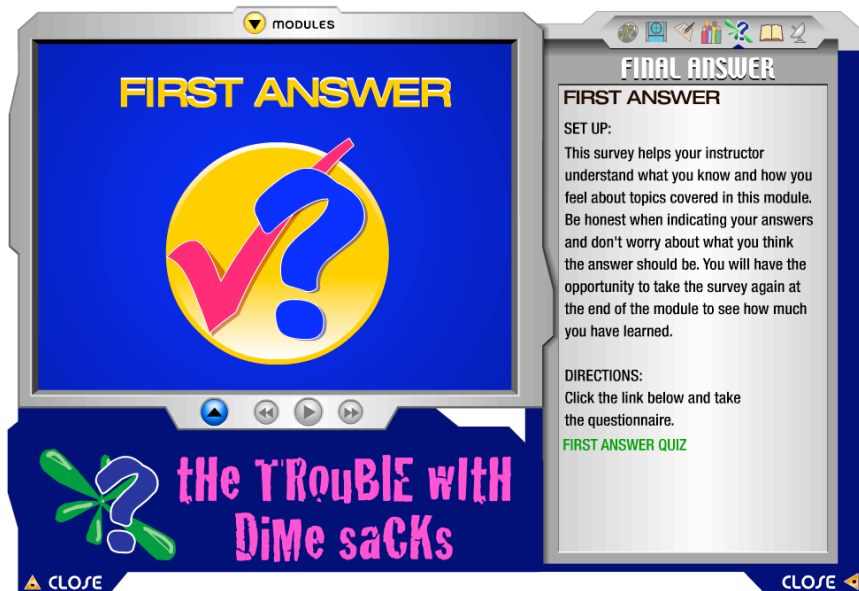 MODULES
FIRST ANSWER
tHe TRouBlE wItH
DiMe saCKs
CLOSE
FINAL ANSWER
FIRST ANSWER
SET UP:
This survey helps your instructor
understand what you know and how you
feel about topics covered in this module.
Be honest when indicating your answers
and don't worry about what you think
the answer should be. You will have the
opportunity to take the survey again at
the end of the module to see how much
you have learned.
DIRECTIONS:
Click the link below and take
the questionnaire.
FIRST ANSWER QUIZ
CLOSE